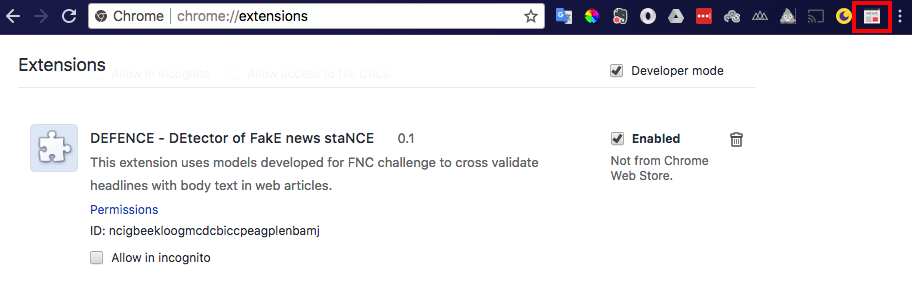 Chrome | chrome://extensions
NEWS
Extensions
Allow in incognito Allow access to file URLs
Developer mode
DEFENCE - DEtector of FakE news staNCE 0.1
Enabled
This extension uses models developed for FNC challenge to cross validate
headlines with body text in web articles.
Not from Chrome
Web Store.
Permissions
ID: ncigbeekloogmcdcbiccpeagplenbamj
Allow in incognito